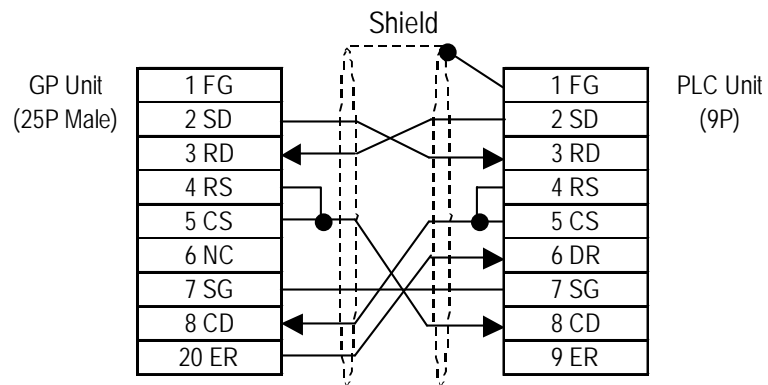 Shield
GP Unit
(25P Male)
1 FG
2 SD
3 RD
4 RS
5 CS
6 NC
7 SG
8 CD
20 ER
1 FG
2 SD
3 RD
4 RS
5 CS
6 DR
7 SG
8 CD
9 ER
PLC Unit
(9P)